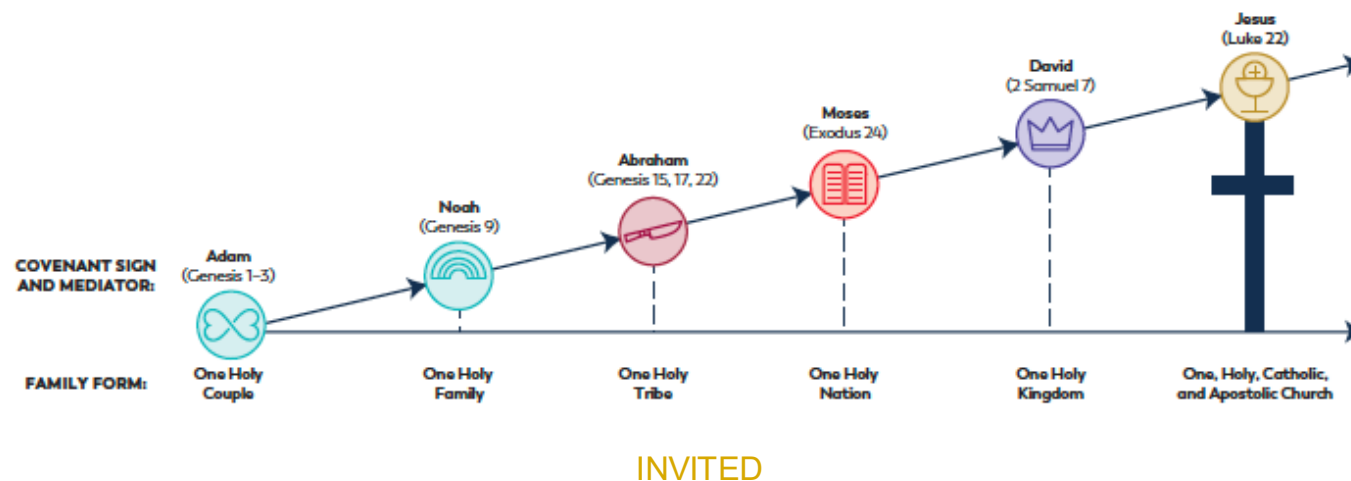 Jesus
(Luke 22)
David
(2 Samuel 7)
Moses
(Exodus 24)
Abraham
(Genesis 15, 17, 22)
Noah
(Genesis 9)
Adam
(Genesis 1–3)
COVENANT SIGN
AND MEDIATOR:
FAMILY FORM:
One Holy
Couple
One Holy
Family
One Holy
Tribe
One Holy
Nation
One Holy
Kingdom
One, Holy, Catholic,
and Apostolic Church
INVITED